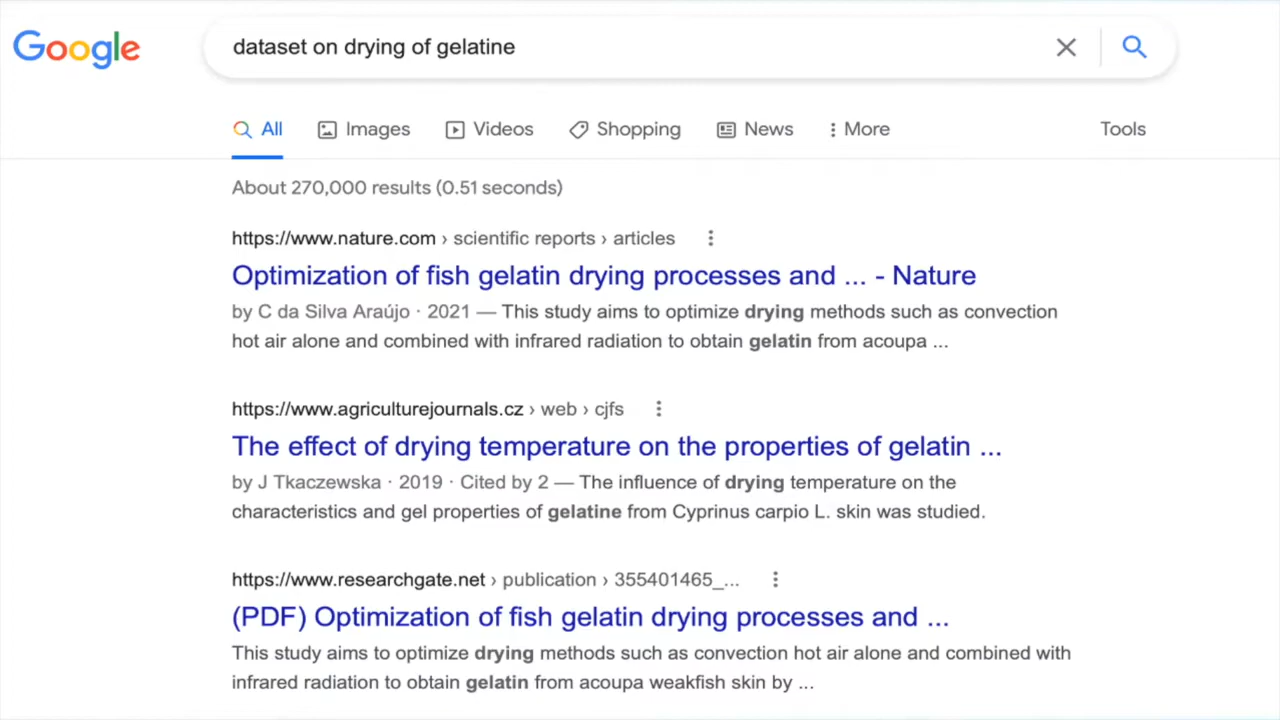 Google
dataset on drying of gelatine
All Images Videos Shopping News More Tools
About 270,000 results (0.51 seconds)
https://www.nature.com › scientific reports › articles
Optimization of fish gelatin drying processes and ... - Nature
by C da Silva Araújo · 2021 — This study aims to optimize drying methods such as convection
hot air alone and combined with infrared radiation to obtain gelatin from acoupa ...
https://www.agriculturejournals.cz › web › cjfs
The effect of drying temperature on the properties of gelatin ...
by J Tkaczewska · 2019 · Cited by 2 — The influence of drying temperature on the
characteristics and gel properties of gelatine from Cyprinus carpio L. skin was studied.
https://www.researchgate.net › publication › 355401465_...
(PDF) Optimization of fish gelatin drying processes and ...
This study aims to optimize drying methods such as convection hot air alone and combined with
infrared radiation to obtain gelatin from acoupa weakfish skin by ...